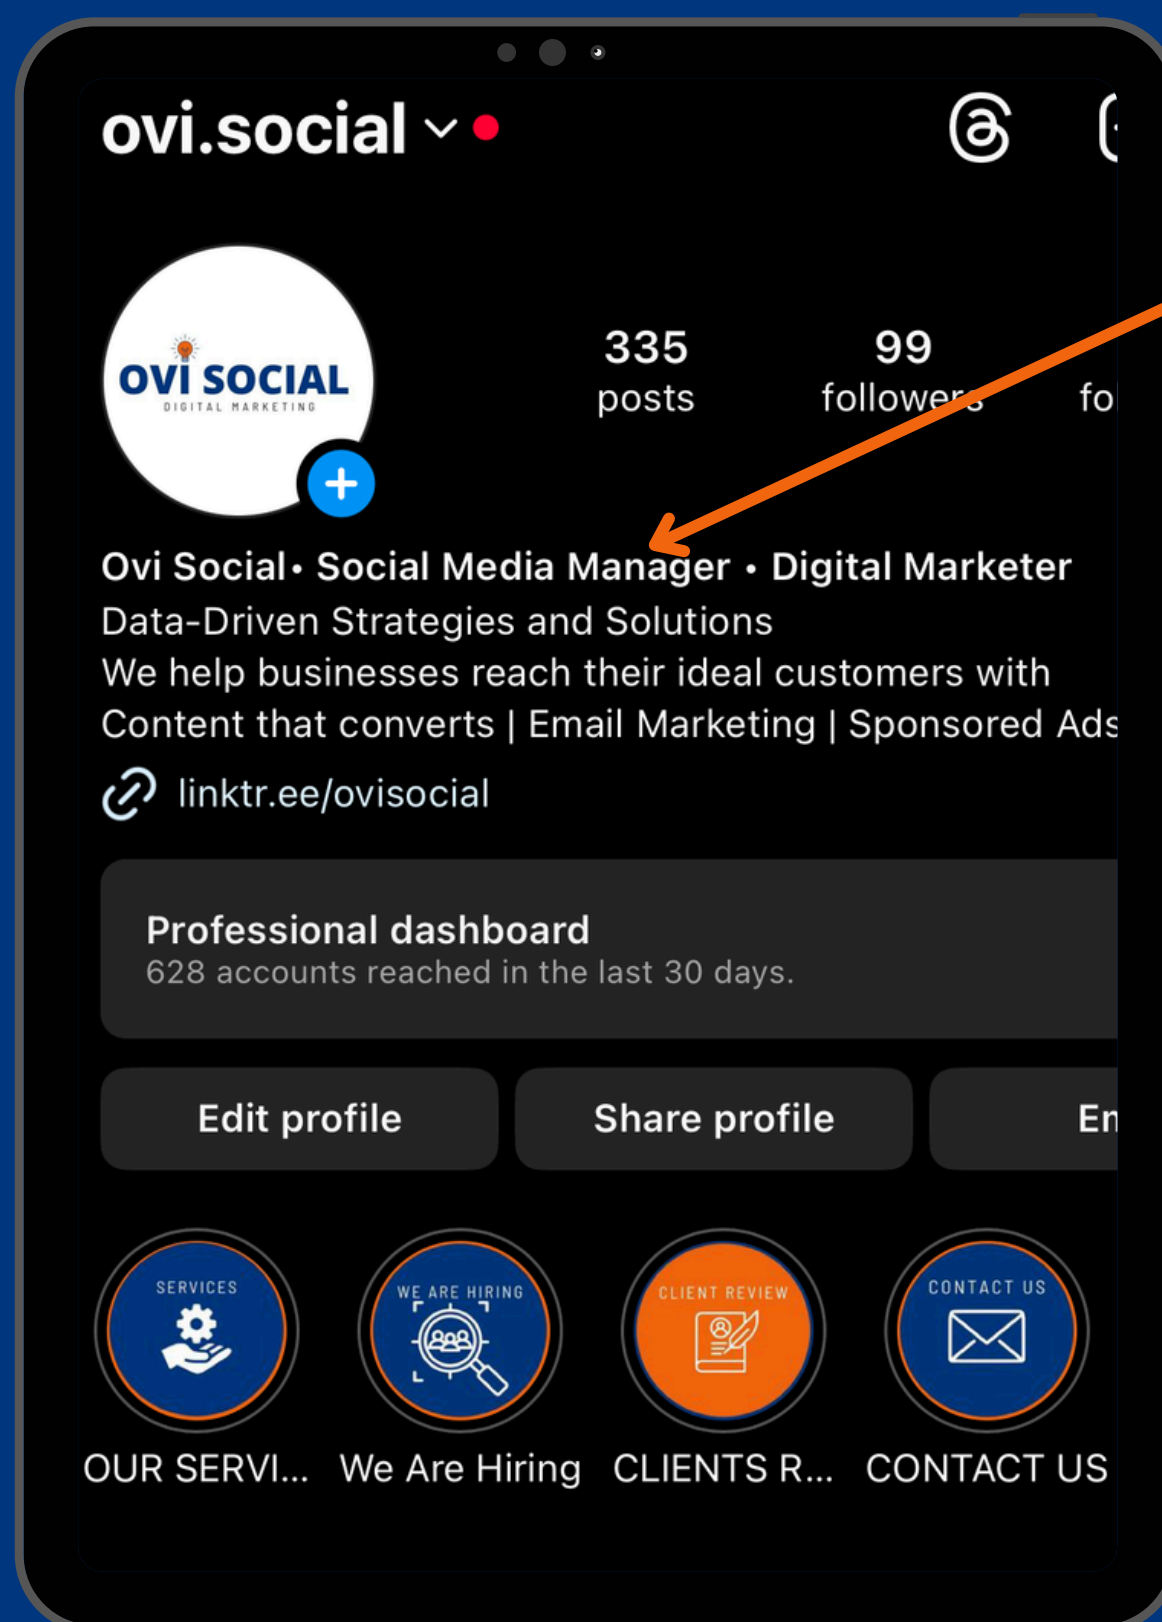 ovi.social
OVI SOCIAL
DIGITAL MARKETING
335
posts
99
followers
fo
Ovi Social• Social Media Manager • Digital Marketer
Data-Driven Strategies and Solutions
We help businesses reach their ideal customers with
Content that converts | Email Marketing | Sponsored Ads
linktr.ee/ovisocial
Professional dashboard
628 accounts reached in the last 30 days.
Edit profile
Share profile
Em
SERVICES
WE ARE HIRING
CLIENT REVIEW
CONTACT US
OUR SERVI...
We Are Hiring
CLIENTS R...
CONTACT US